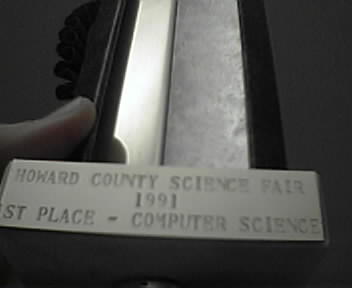 HOWARD COUNTY SCIENCE FAIR
1991
ST PLACE - COMPUTER SCIENCE